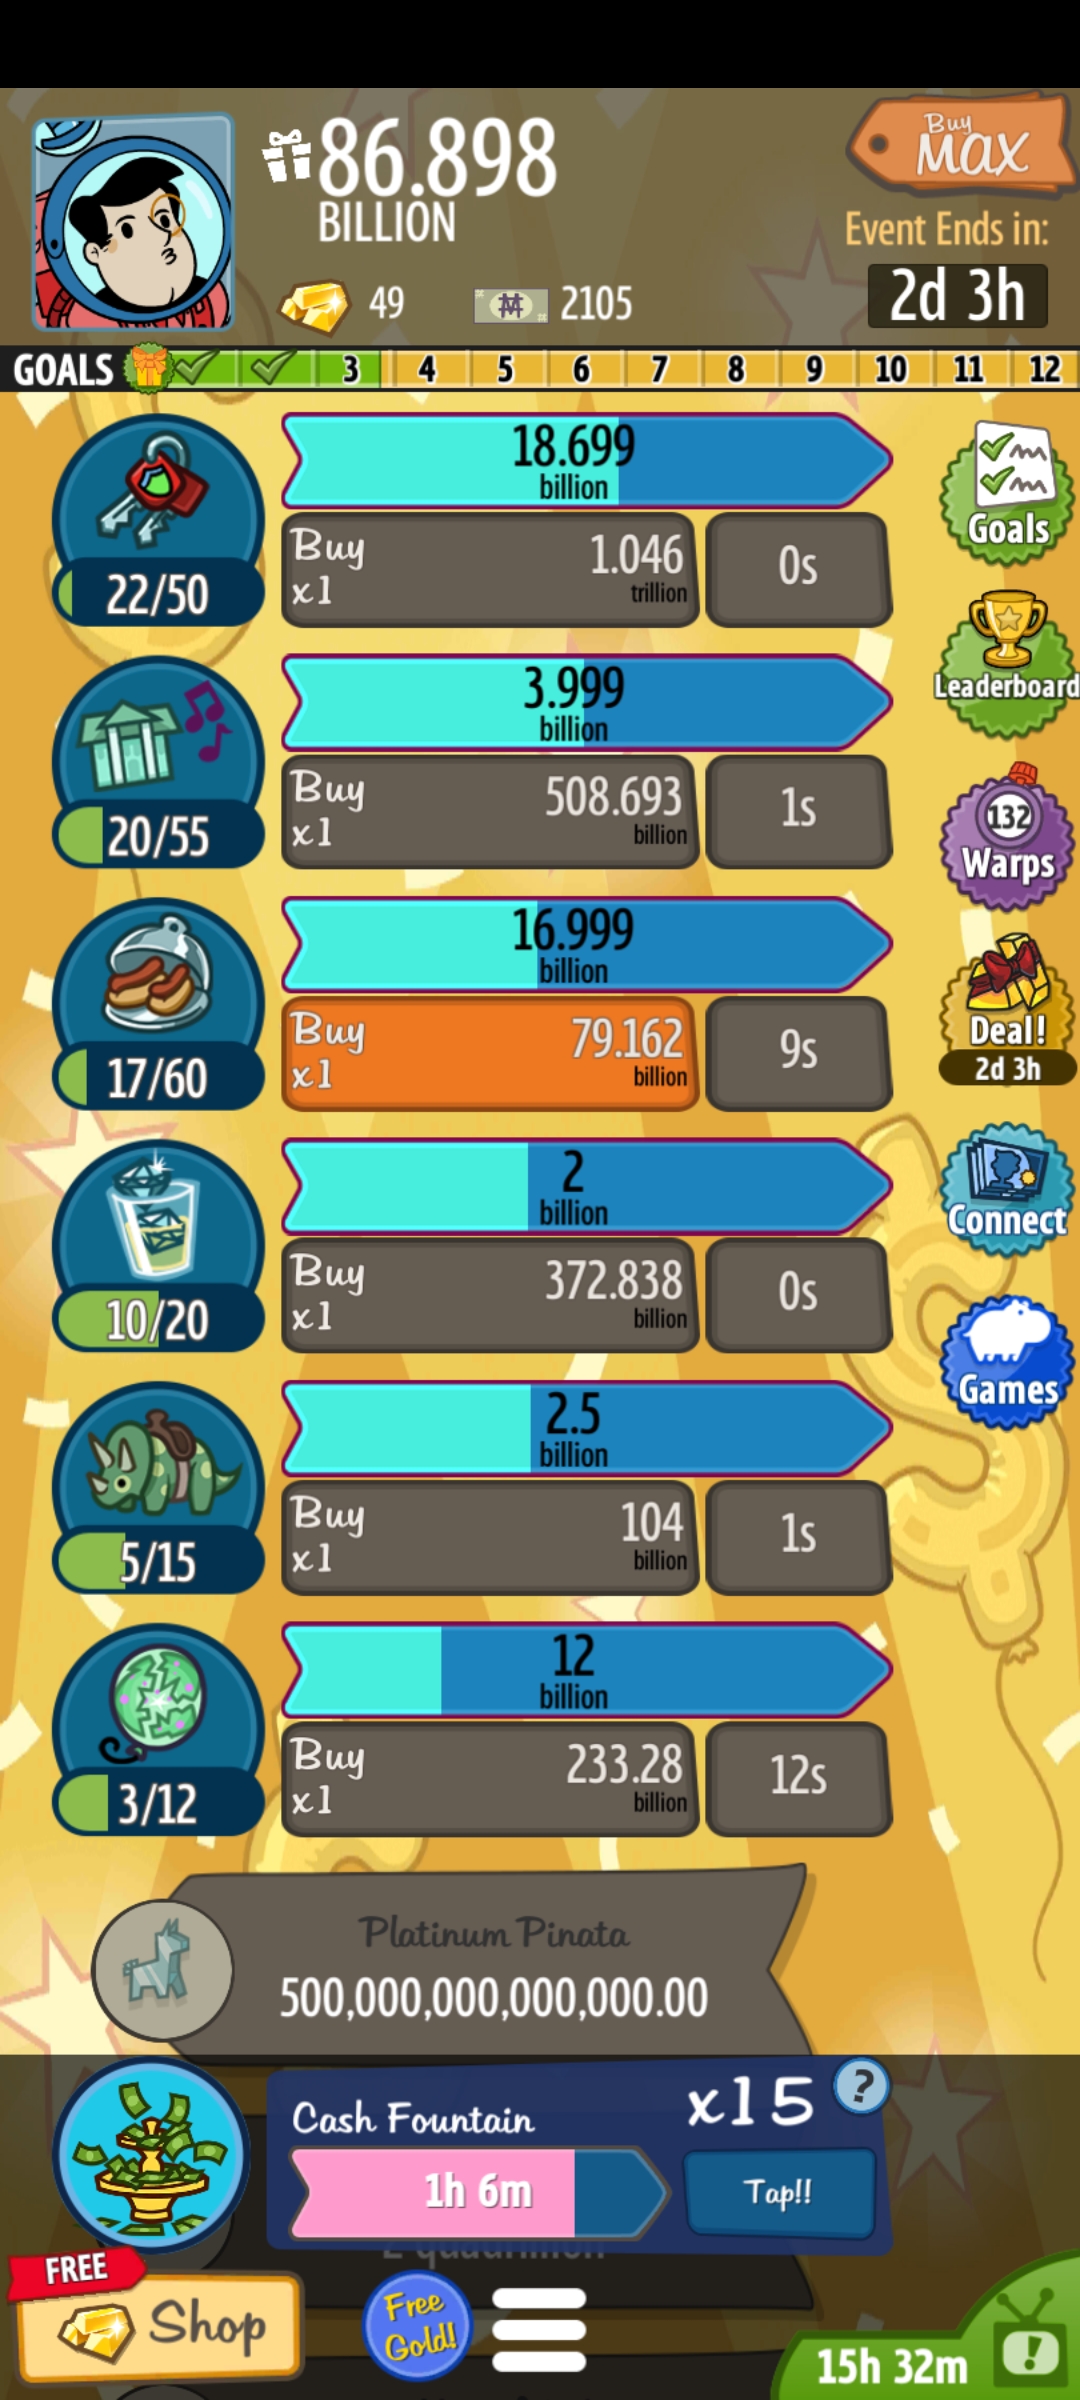 86.898
BILLION
Buy
MAX
Event Ends in:
2d 3h
49
2105
GOALS 3 4 5 6 7 8 9 10 11 12
18.699
billion
Buy
x1
1.046
trillion
0s
22/50
Goals
Leaderboard
3.999
billion
Buy
x1
508.693
billion
1s
20/55
132
Warps
16.999
billion
Buy
x1
79.162
billion
9s
17/60
Deal!
2d 3h
2
billion
Buy
x1
372.838
billion
0s
10/20
Connect
Games
2.5
billion
Buy
x1
104
billion
1s
5/15
12
billion
Buy
x1
233.28
billion
12s
3/12
Platinum Pinata
500,000,000,000,000.00
Cash Fountain
x15
?
1h 6m
Tap!!
FREE
Shop
Free
Gold!
15h 32m
!